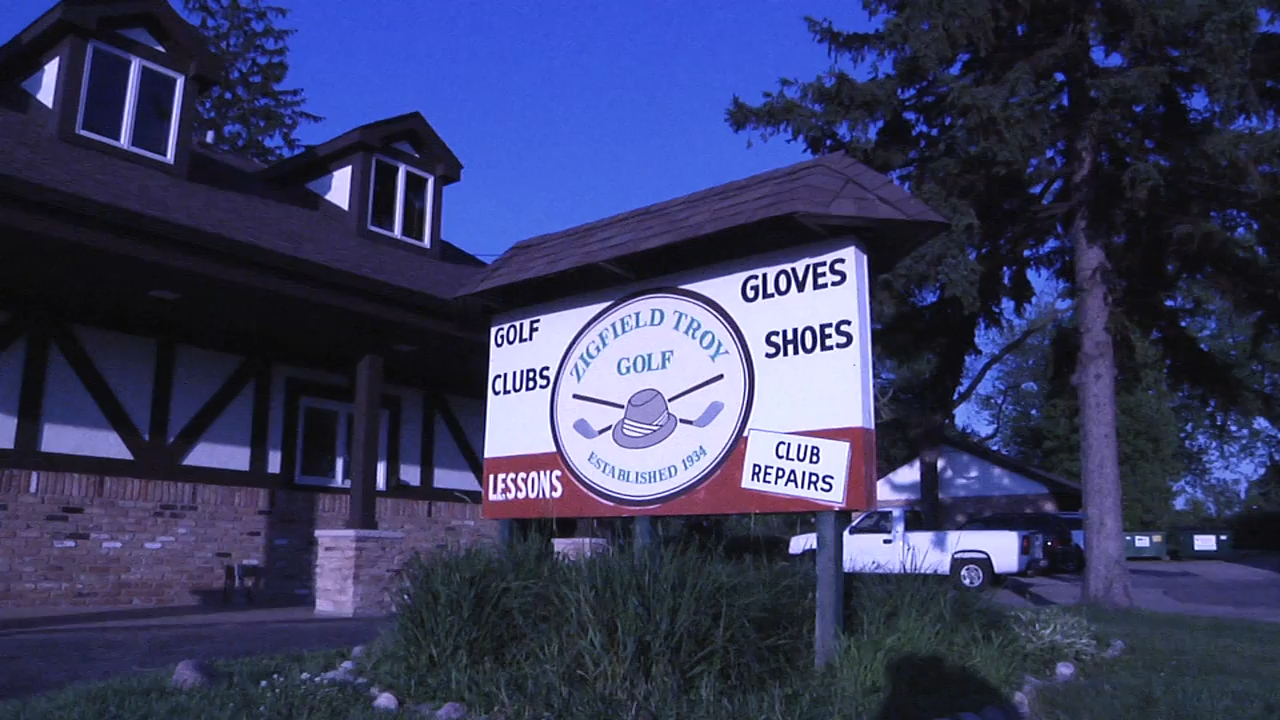 GOLF
CLUBS
ZIGFIELD TROY
GOLF
ESTABLISHED 1934
GLOVES
SHOES
LESSONS
CLUB
REPAIRS